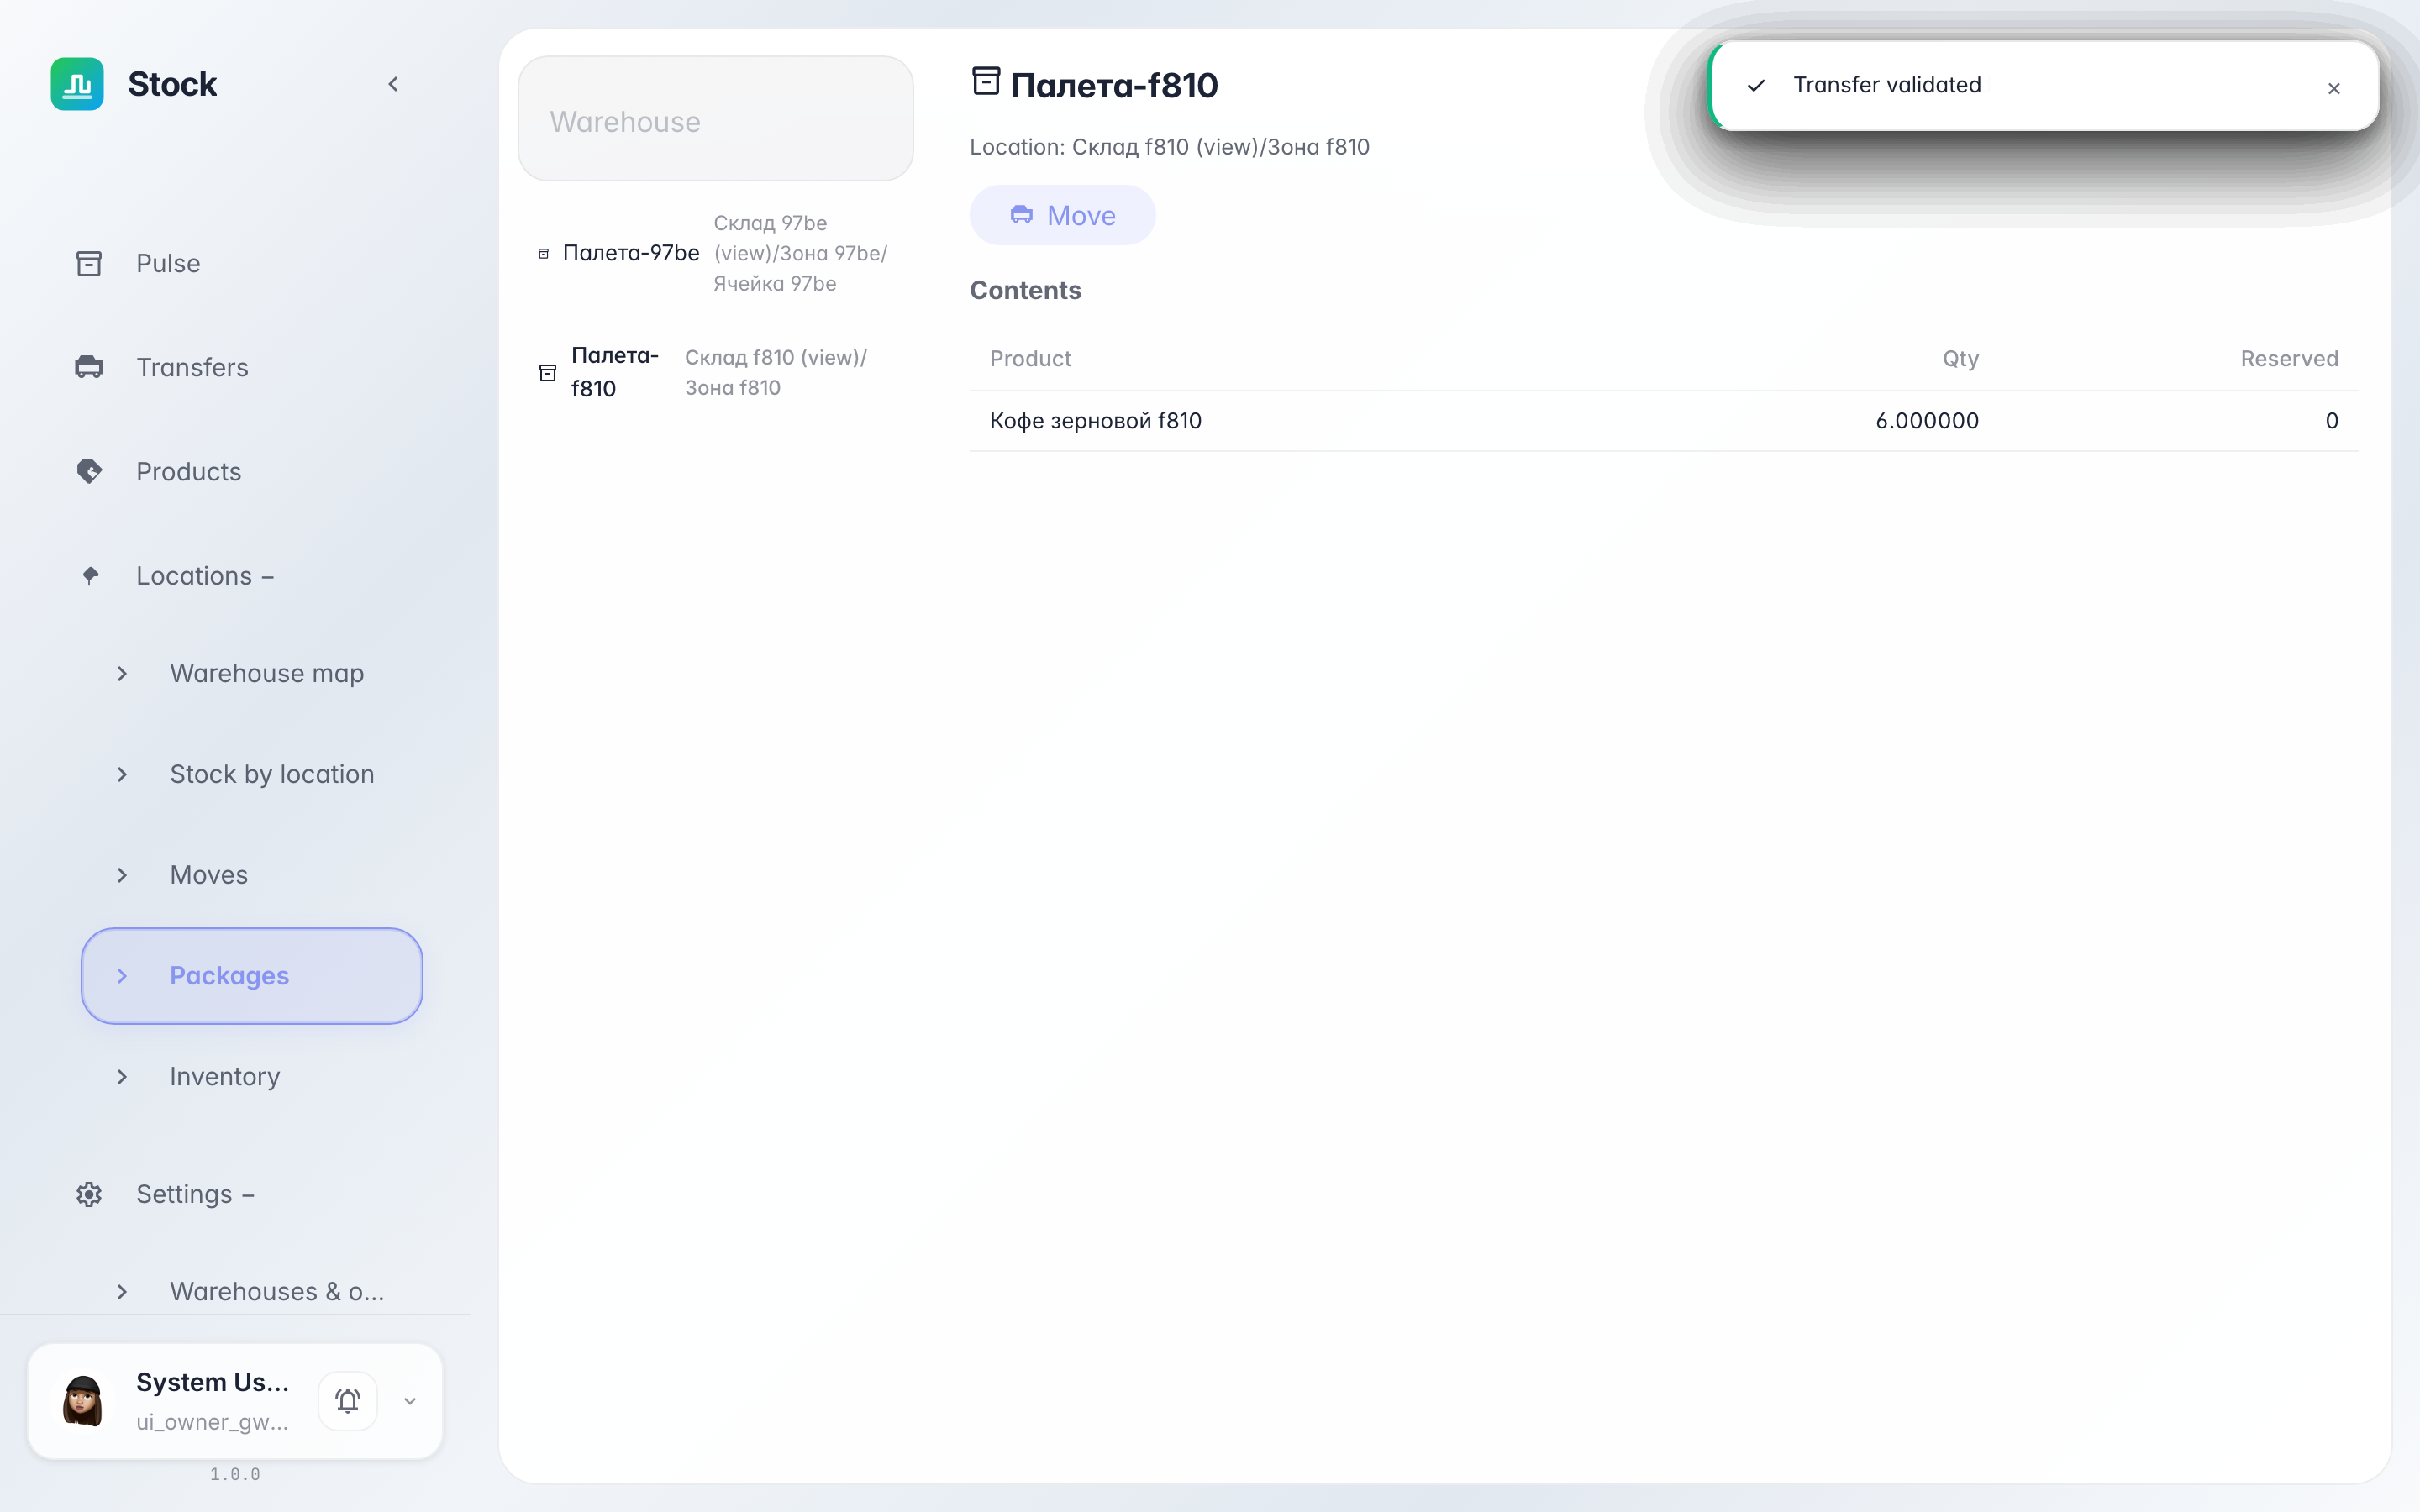 Stock
Pulse
Transfers
Products
Locations –
Warehouse map
Stock by location
Moves
Packages
Inventory
Settings –
Warehouses & o...
System Us...
ui_owner_gw...
1.0.0
Warehouse
Палета-97be
Склад 97be
(view)/Зона 97be/
Ячейка 97be
Палета-
f810
Склад f810 (view)/
Зона f810
Палета-f810
Location: Склад f810 (view)/Зона f810
Move
Contents
Product Qty Reserved
Кофе зерновой f810 6.000000 0
Transfer validated